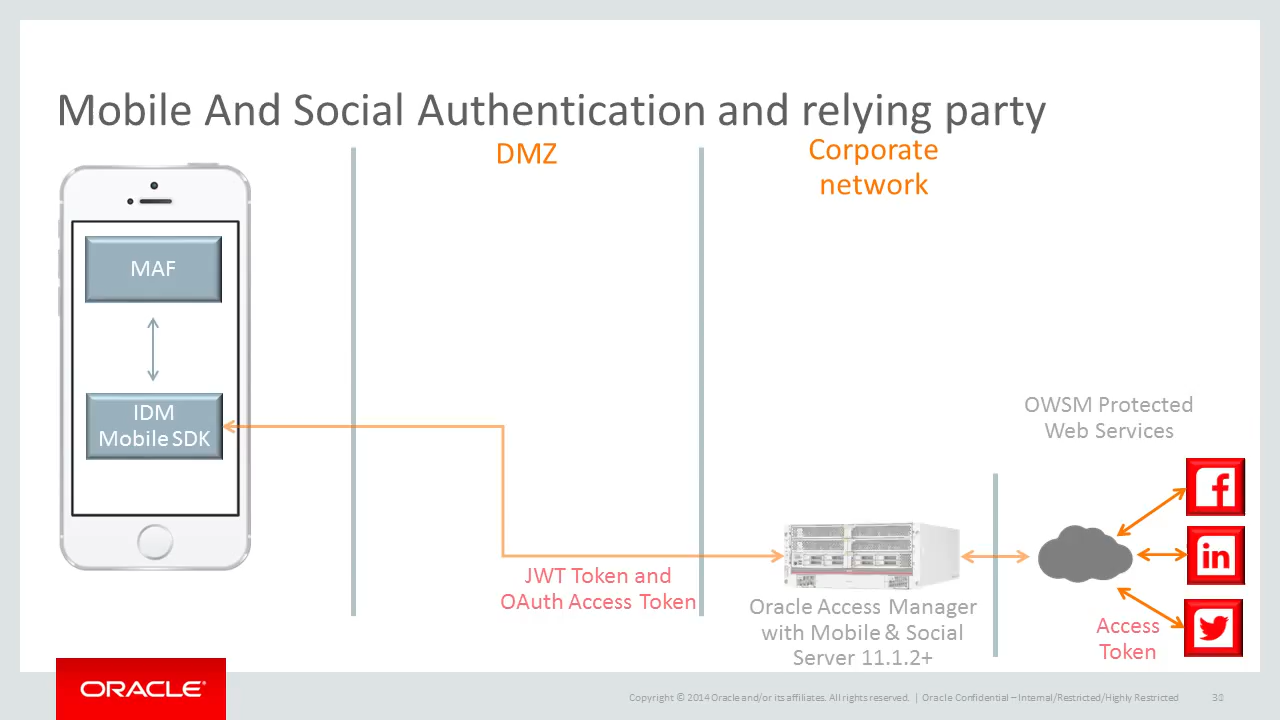 Mobile And Social Authentication and relying party
DMZ
Corporate
network
MAF
IDM
Mobile SDK
OWSM Protected
Web Services
JWT Token and
OAuth Access Token
Oracle Access Manager
with Mobile & Social
Server 11.1.2+
Access
Token
f
in
ORACLE®
Copyright © 2014 Oracle and/or its affiliates. All rights reserved. | Oracle Confidential – Internal/Restricted/Highly Restricted